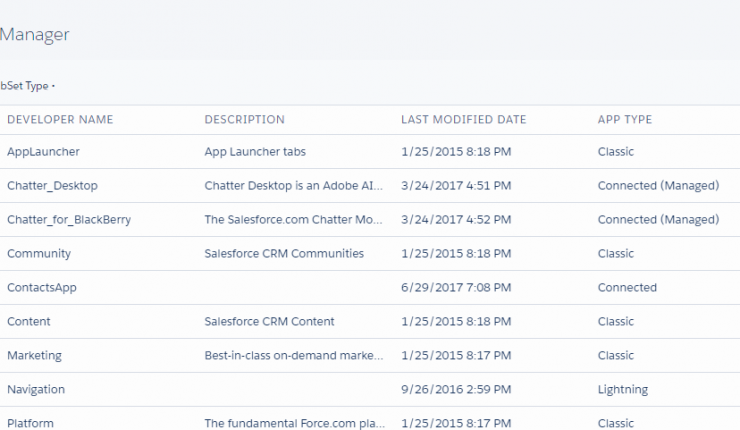 Manager
bSet Type •
DEVELOPER NAME DESCRIPTION LAST MODIFIED DATE APP TYPE
AppLauncher App Launcher tabs 1/25/2015 8:18 PM Classic
Chatter_Desktop Chatter Desktop is an Adobe AI... 3/24/2017 4:51 PM Connected (Managed)
Chatter_for_BlackBerry The Salesforce.com Chatter Mo... 3/24/2017 4:52 PM Connected (Managed)
Community Salesforce CRM Communities 1/25/2015 8:18 PM Classic
ContactsApp 6/29/2017 7:08 PM Connected
Content Salesforce CRM Content 1/25/2015 8:18 PM Classic
Marketing Best-in-class on-demand marke... 1/25/2015 8:17 PM Classic
Navigation 9/26/2016 2:59 PM Lightning
Platform The fundamental Force.com pla... 1/25/2015 8:17 PM Classic